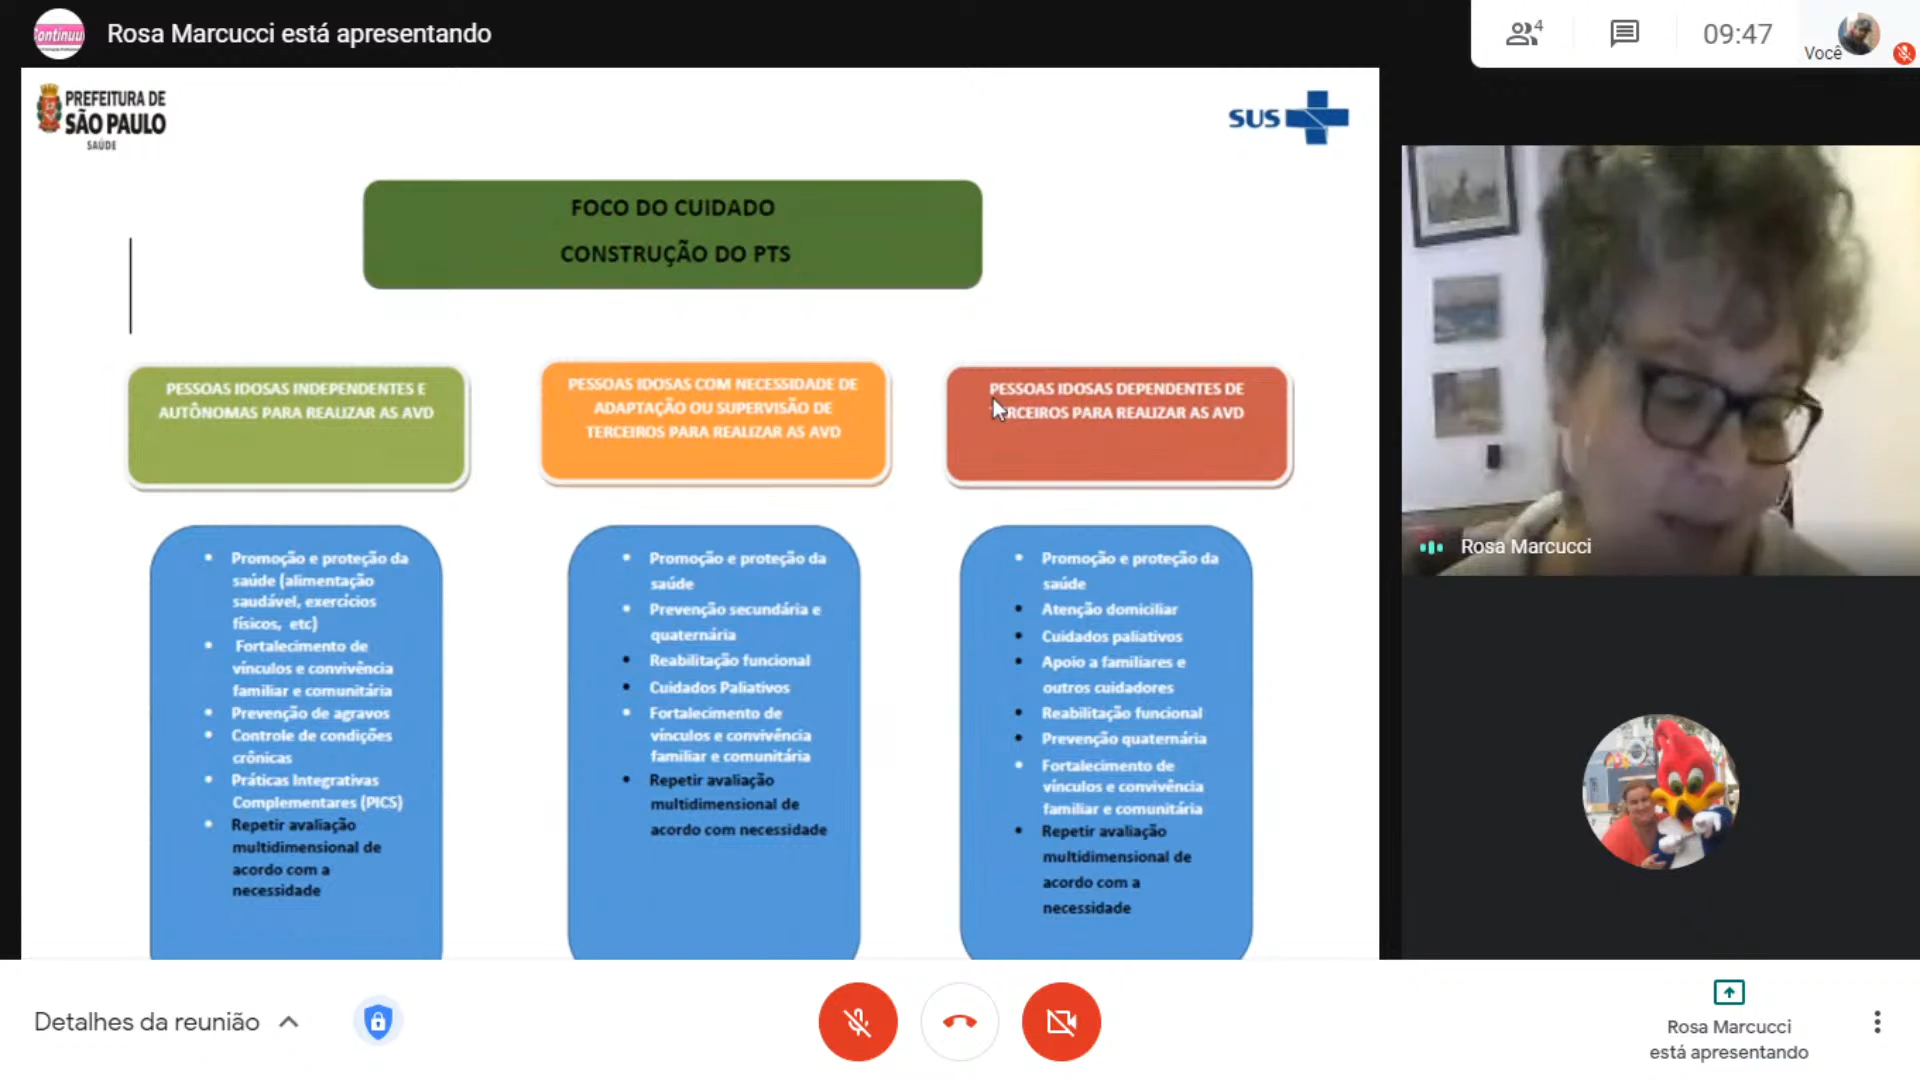 Continuu
Rosa Marcucci está apresentando
4
09:47
Você
PREFEITURA DE
SÃO PAULO
SAÚDE
SUS
FOCO DO CUIDADO
CONSTRUÇÃO DO PTS
PESSOAS IDOSAS INDEPENDENTES E
AUTÔNOMAS PARA REALIZAR AS AVD
PESSOAS IDOSAS COM NECESSIDADE DE
ADAPTAÇÃO OU SUPERVISÃO DE
TERCEIROS PARA REALIZAR AS AVD
PESSOAS IDOSAS DEPENDENTES DE
TERCEIROS PARA REALIZAR AS AVD
• Promoção e proteção da
saúde (alimentação
saudável, exercícios
físicos, etc)
• Fortalecimento de
vínculos e convivência
familiar e comunitária
• Prevenção de agravos
• Controle de condições
crônicas
• Práticas Integrativas
Complementares (PICS)
• Repetir avaliação
multidimensional de
acordo com a
necessidade
• Promoção e proteção da
saúde
• Prevenção secundária e
quaternária
• Reabilitação funcional
• Cuidados Paliativos
• Fortalecimento de
vínculos e convivência
familiar e comunitária
• Repetir avaliação
multidimensional de
acordo com necessidade
• Promoção e proteção da
saúde
• Atenção domiciliar
• Cuidados paliativos
• Apoio a familiares e
outros cuidadores
• Reabilitação funcional
• Prevenção quaternária
• Fortalecimento de
vínculos e convivência
familiar e comunitária
• Repetir avaliação
multidimensional de
acordo com a
necessidade
Rosa Marcucci
Detalhes da reunião
Rosa Marcucci
está apresentando